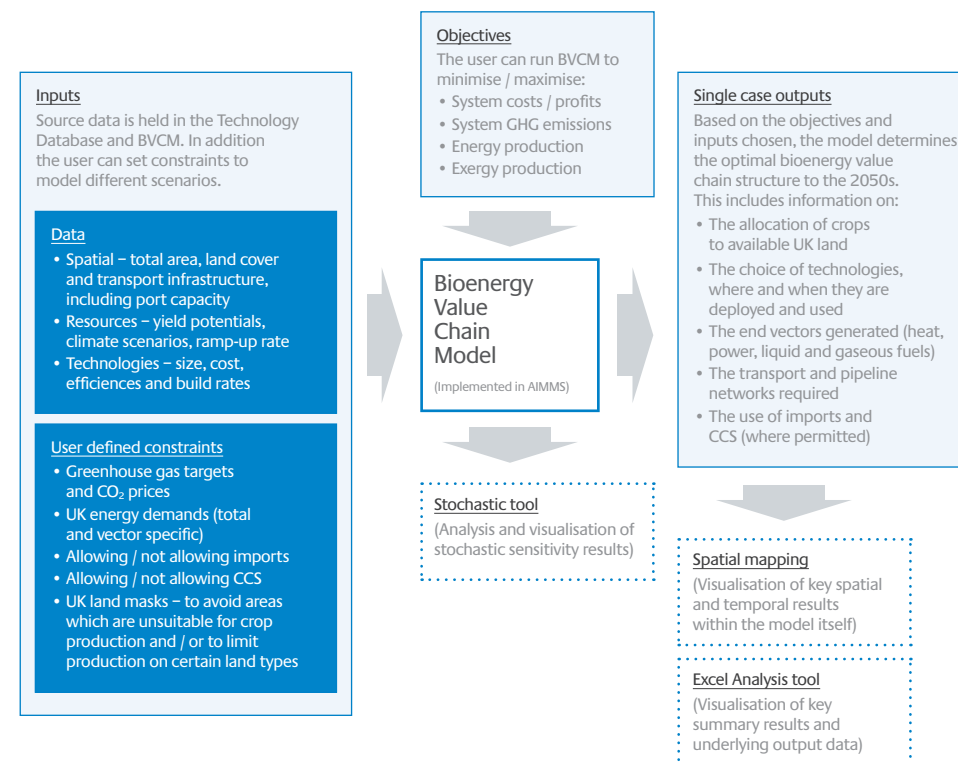 Inputs
Source data is held in the Technology
Database and BVCM. In addition
the user can set constraints to
model different scenarios.
Data
• Spatial – total area, land cover
and transport infrastructure,
including port capacity
• Resources – yield potentials,
climate scenarios, ramp-up rate
• Technologies – size, cost,
efficiences and build rates
User defined constraints
• Greenhouse gas targets
and CO₂ prices
• UK energy demands (total
and vector specific)
• Allowing / not allowing imports
• Allowing / not allowing CCS
• UK land masks – to avoid areas
which are unsuitable for crop
production and / or to limit
production on certain land types
Objectives
The user can run BVCM to
minimise / maximise:
• System costs / profits
• System GHG emissions
• Energy production
• Exergy production
Bioenergy
Value
Chain
Model
(Implemented in AIMMS)
Stochastic tool
(Analysis and visualisation of
stochastic sensitivity results)
Single case outputs
Based on the objectives and
inputs chosen, the model determines
the optimal bioenergy value
chain structure to the 2050s.
This includes information on:
• The allocation of crops
to available UK land
• The choice of technologies,
where and when they are
deployed and used
• The end vectors generated (heat,
power, liquid and gaseous fuels)
• The transport and pipeline
networks required
• The use of imports and
CCS (where permitted)
Spatial mapping
(Visualisation of key spatial
and temporal results
within the model itself)
Excel Analysis tool
(Visualisation of key
summary results and
underlying output data)